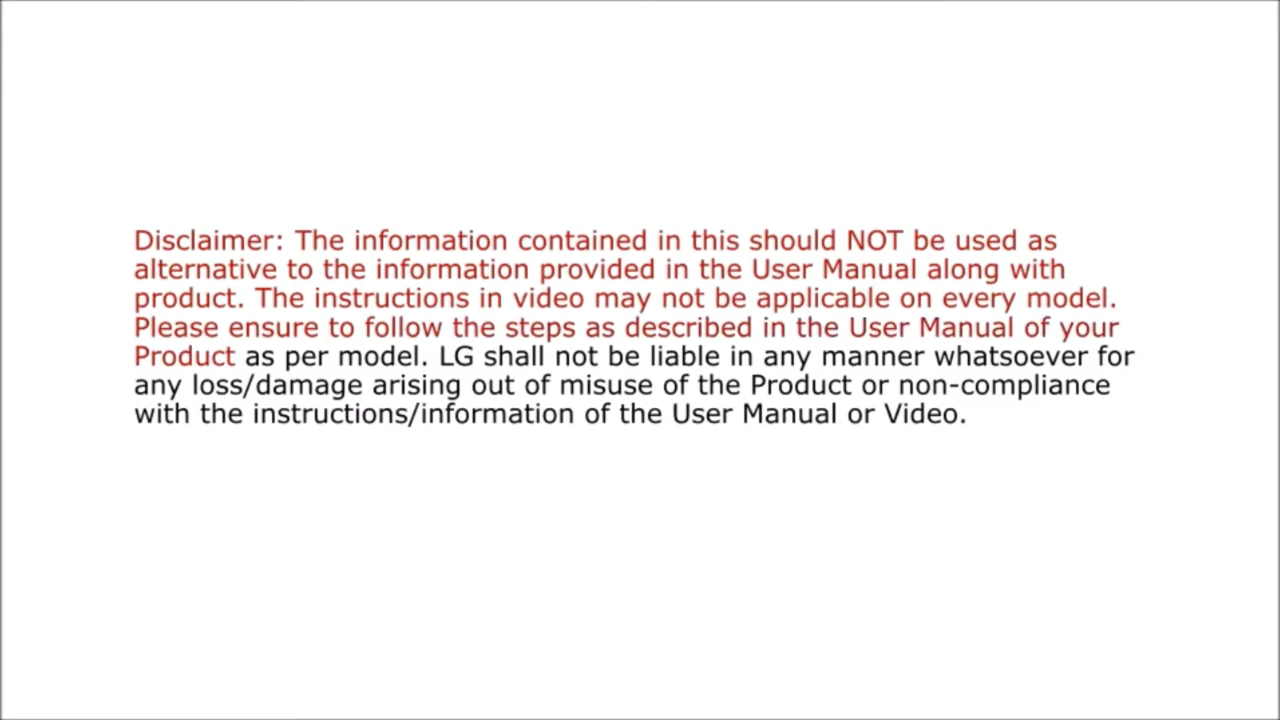 Disclaimer: The information contained in this should NOT be used as
alternative to the information provided in the User Manual along with
product. The instructions in video may not be applicable on every model.
Please ensure to follow the steps as described in the User Manual of your
Product as per model. LG shall not be liable in any manner whatsoever for
any loss/damage arising out of misuse of the Product or non-compliance
with the instructions/information of the User Manual or Video.